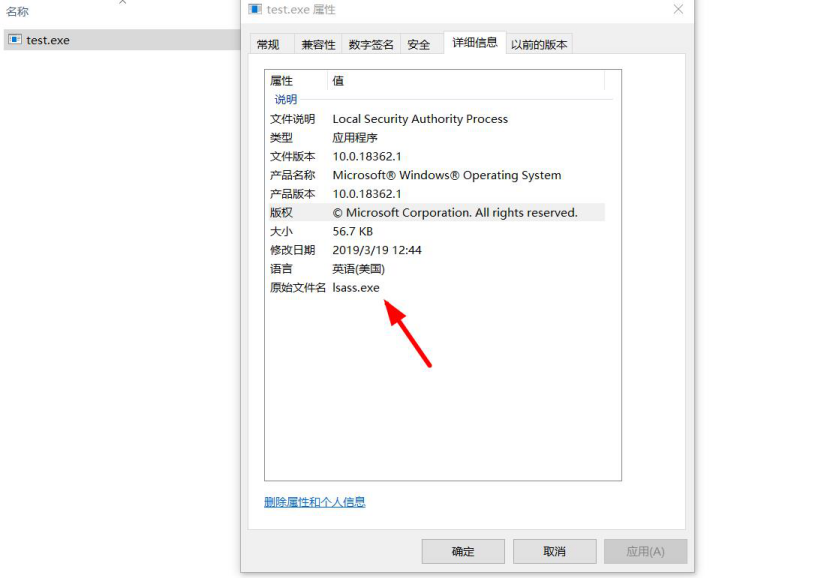 名称
test.exe
test.exe 属性
常规 兼容性 数字签名 安全 详细信息 以前的版本
属性 值
说明
文件说明 Local Security Authority Process
类型 应用程序
文件版本 10.0.18362.1
产品名称 Microsoft® Windows® Operating System
产品版本 10.0.18362.1
版权 © Microsoft Corporation. All rights reserved.
大小 56.7 KB
修改日期 2019/3/19 12:44
语言 英语(美国)
原始文件名 lsass.exe
删除属性和个人信息
确定 取消 应用(A)